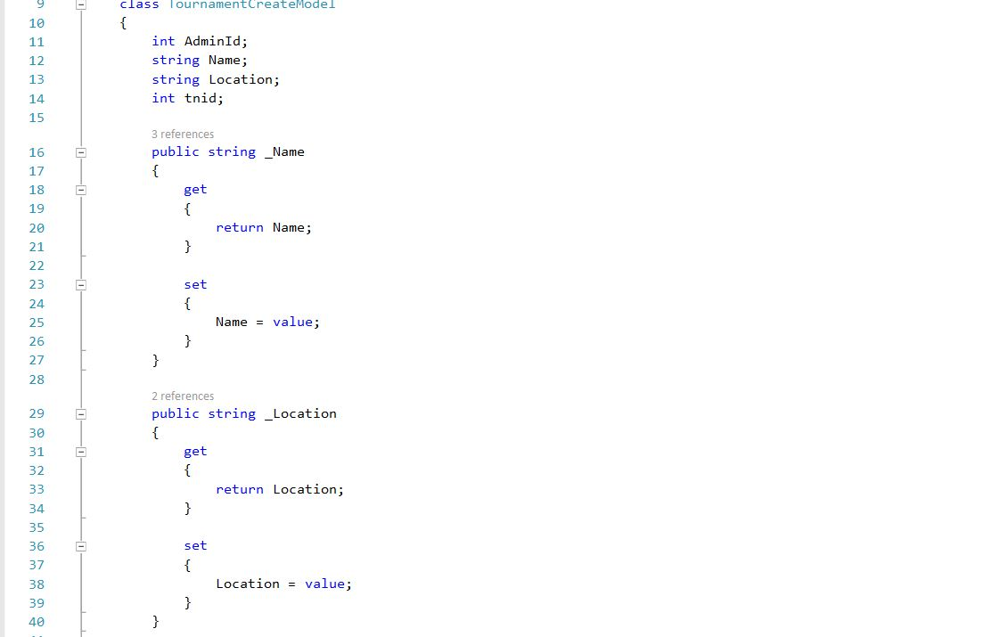 9 class TournamentCreateModel
10 {
11 int AdminId;
12 string Name;
13 string Location;
14 int tnid;
15
3 references
16 public string _Name
17 {
18 get
19 {
20 return Name;
21 }
22
23 set
24 {
25 Name = value;
26 }
27 }
28
2 references
29 public string _Location
30 {
31 get
32 {
33 return Location;
34 }
35
36 set
37 {
38 Location = value;
39 }
40 }